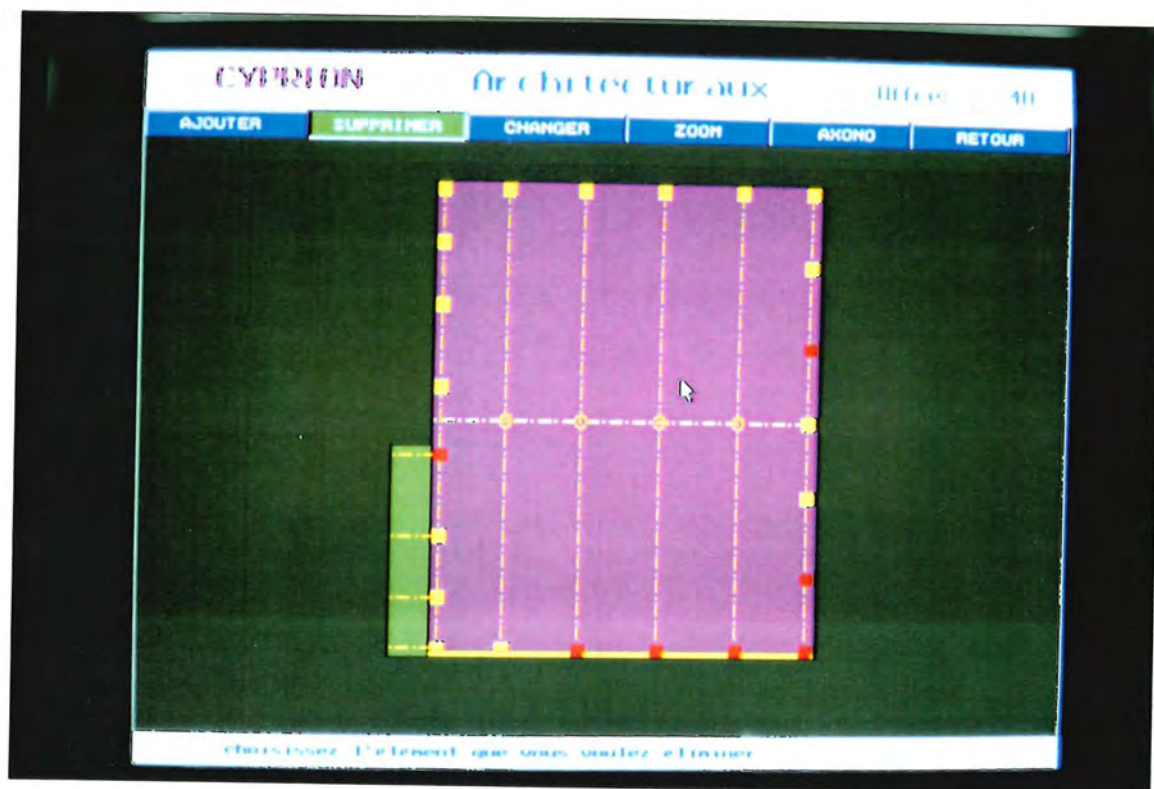 CYPRION Architecturaux
AJOUTER SUPPRIMER CHANGER ZOOM AXONO RETOUR
choisissez l'element que vous voulez eliminer